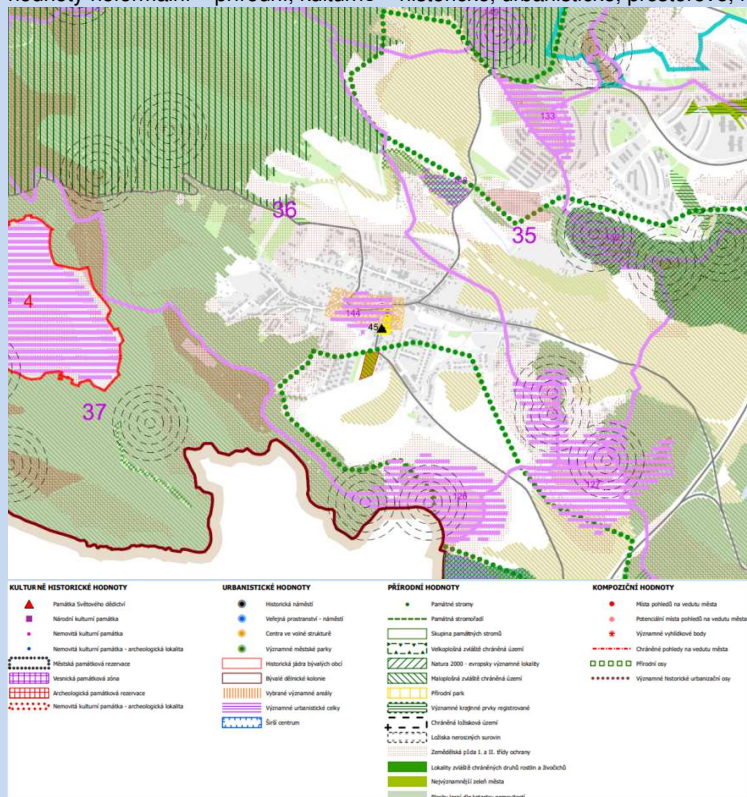 hodnoty neformální – přírodní, kulturně – historické, urbanistické, prostorové,
133
36
35
144
45
4
37
127
KULTURNĚ HISTORICKÉ HODNOTY
Památka Světového dědictví
Národní kulturní památka
Nemovitá kulturní památka
Nemovitá kulturní památka - archeologická lokalita
Městská památková rezervace
Vesnická památková zóna
Archeologická památková rezervace
Nemovitá kulturní památka - archeologická lokalita
URBANISTICKÉ HODNOTY
Historická náměstí
Veřejná prostranství - náměstí
Centra ve volné struktuře
Významné městské parky
Historická jádra bývalých obcí
Bývalé dělnické kolonie
Vybrané významné areály
Významné urbanistické celky
Širší centrum
PŘÍRODNÍ HODNOTY
Památné stromy
Památná stromořadí
Skupina památných stromů
Velkoplošná zvláště chráněná území
Natura 2000 - evropsky významné lokality
Maloplošná zvláště chráněná území
Přírodní park
Významné krajinné prvky registrované
Chráněná ložisková území
Ložiska nerostných surovin
Zemědělská půda I. a II. třídy ochrany
Lokality zvláště chráněných druhů rostlin a živočichů
Nejvýznamnější zeleň města
KOMPOZIČNÍ HODNOTY
Místa pohledů na vedutu města
Potenciální místa pohledů na vedutu města
Významné vyhlídkové body
Chráněné pohledy na vedutu města
Přírodní osy
Významné historické urbanizační osy